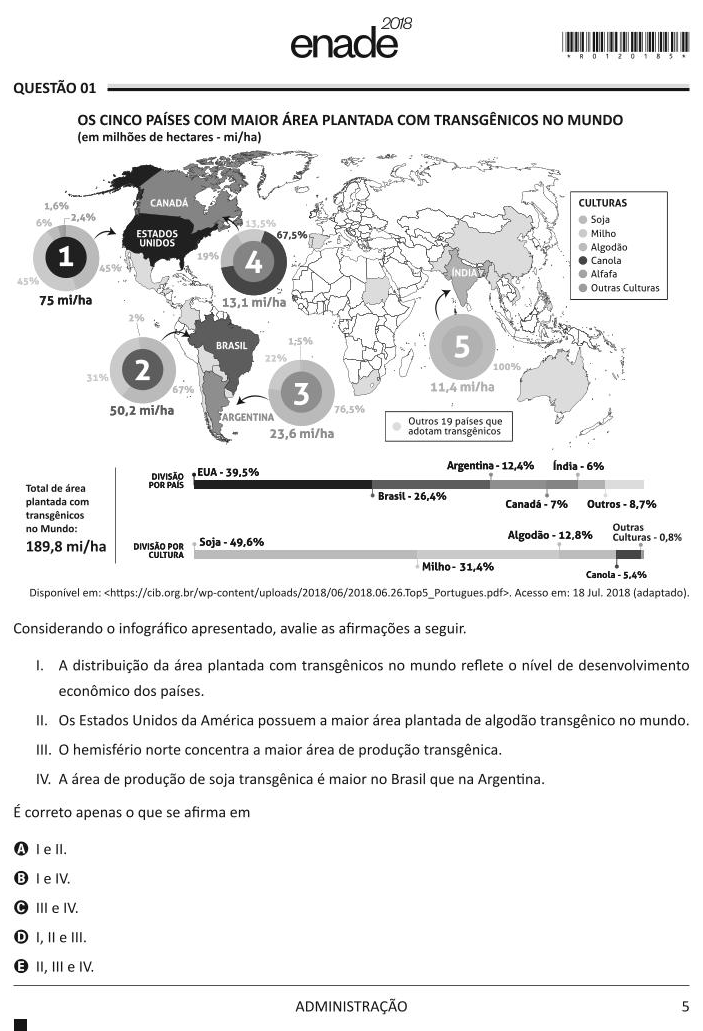 enade 2018
*R0120185*
QUESTÃO 01
OS CINCO PAÍSES COM MAIOR ÁREA PLANTADA COM TRANSGÊNICOS NO MUNDO
(em milhões de hectares - mi/ha)
CANADÁ
ESTADOS
UNIDOS
1,6%
6%
2,4%
1
45%
45%
75 mi/ha
13,5%
67,5%
19%
4
13,1 mi/ha
CULTURAS
Soja
Milho
Algodão
Canola
Alfafa
Outras Culturas
ÍNDIA
5
100%
11,4 mi/ha
BRASIL
2%
2
31%
67%
50,2 mi/ha
1,5%
22%
3
76,5%
23,6 mi/ha
ARGENTINA
Outros 19 países que
adotam transgênicos
Total de área
plantada com
transgênicos
no Mundo:
189,8 mi/ha
DIVISÃO
POR PAÍS
EUA - 39,5%
Brasil - 26,4%
Argentina - 12,4%
Canadá - 7%
Índia - 6%
Outros - 8,7%
DIVISÃO POR
CULTURA
Soja - 49,6%
Milho - 31,4%
Algodão - 12,8%
Canola - 5,4%
Outras
Culturas - 0,8%
Disponível em: <https://cib.org.br/wp-content/uploads/2018/06/2018.06.26.Top5_Portugues.pdf>. Acesso em: 18 Jul. 2018 (adaptado).
Considerando o infográfico apresentado, avalie as afirmações a seguir.
I. A distribuição da área plantada com transgênicos no mundo reflete o nível de desenvolvimento
econômico dos países.
II. Os Estados Unidos da América possuem a maior área plantada de algodão transgênico no mundo.
III. O hemisfério norte concentra a maior área de produção transgênica.
IV. A área de produção de soja transgênica é maior no Brasil que na Argentina.
É correto apenas o que se afirma em
A I e II.
B I e IV.
C III e IV.
D I, II e III.
E II, III e IV.
ADMINISTRAÇÃO
5